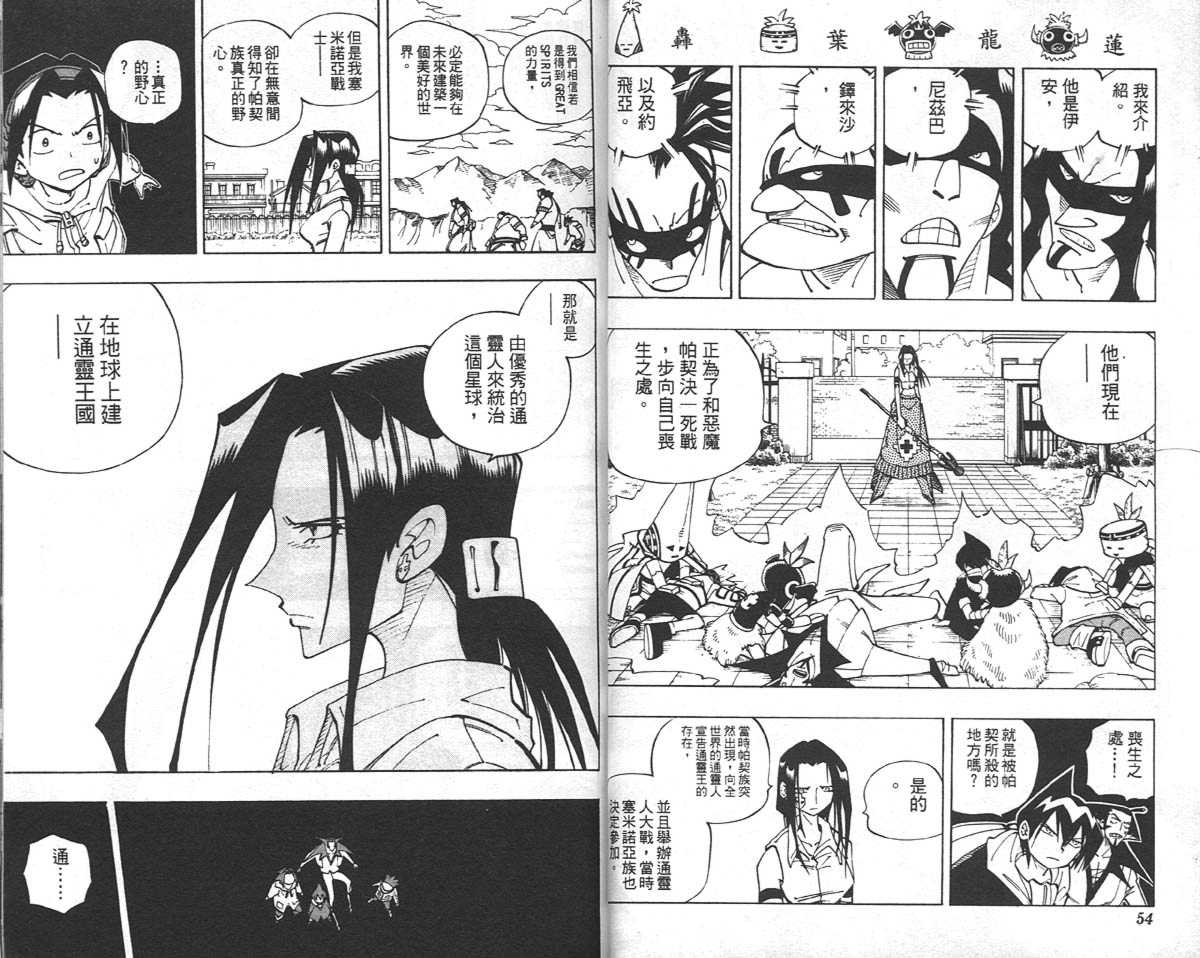 蓮
龍
葉
轟
我來介
紹。
他是伊
安，
尼茲巴
，
鐸來沙
，
以及約
飛亞。
他們現在
——
正為了和惡魔
帕契決一死戰
，步向自己喪
生之處。
喪生之
處……！
就是被帕
契所殺的
地方嗎？
是的
。
當時帕契族突
然出現，向全
世界的通靈人
宣告通靈王的
存在，
並且舉辦通靈
人大戰，當時
塞米諾亞族也
決定參加。
54
我們相信若
是得到GREAT
SPIRITS
的力量，
必定能夠在
未來建築一
個美好的世
界。
但是我塞
米諾亞戰
士——
卻在無意間
得知了帕契
族真正的野
心。
…真正
的野心
？
那就是
——
由優秀的通
靈人來統治
這個星球，
在地球上建
立通靈王國
——
通……